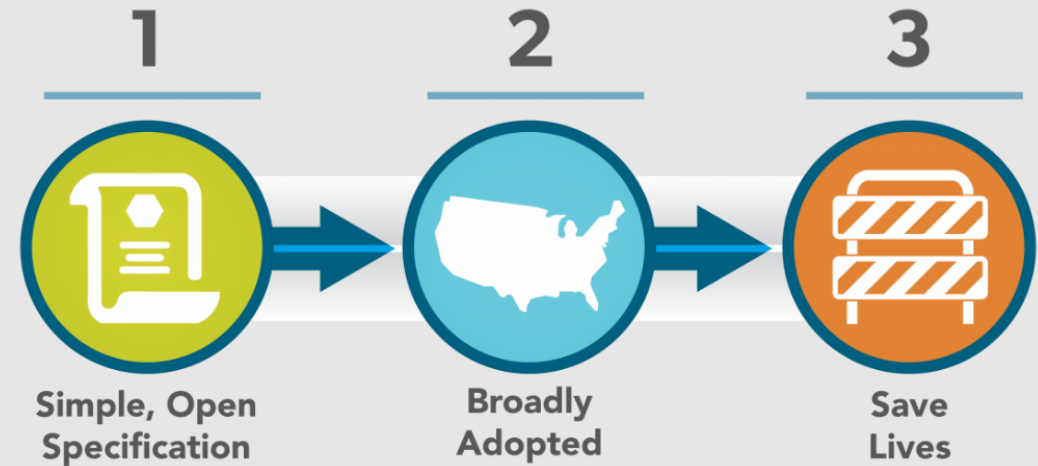 1
2
3
Simple, Open
Specification
Broadly
Adopted
Save
Lives